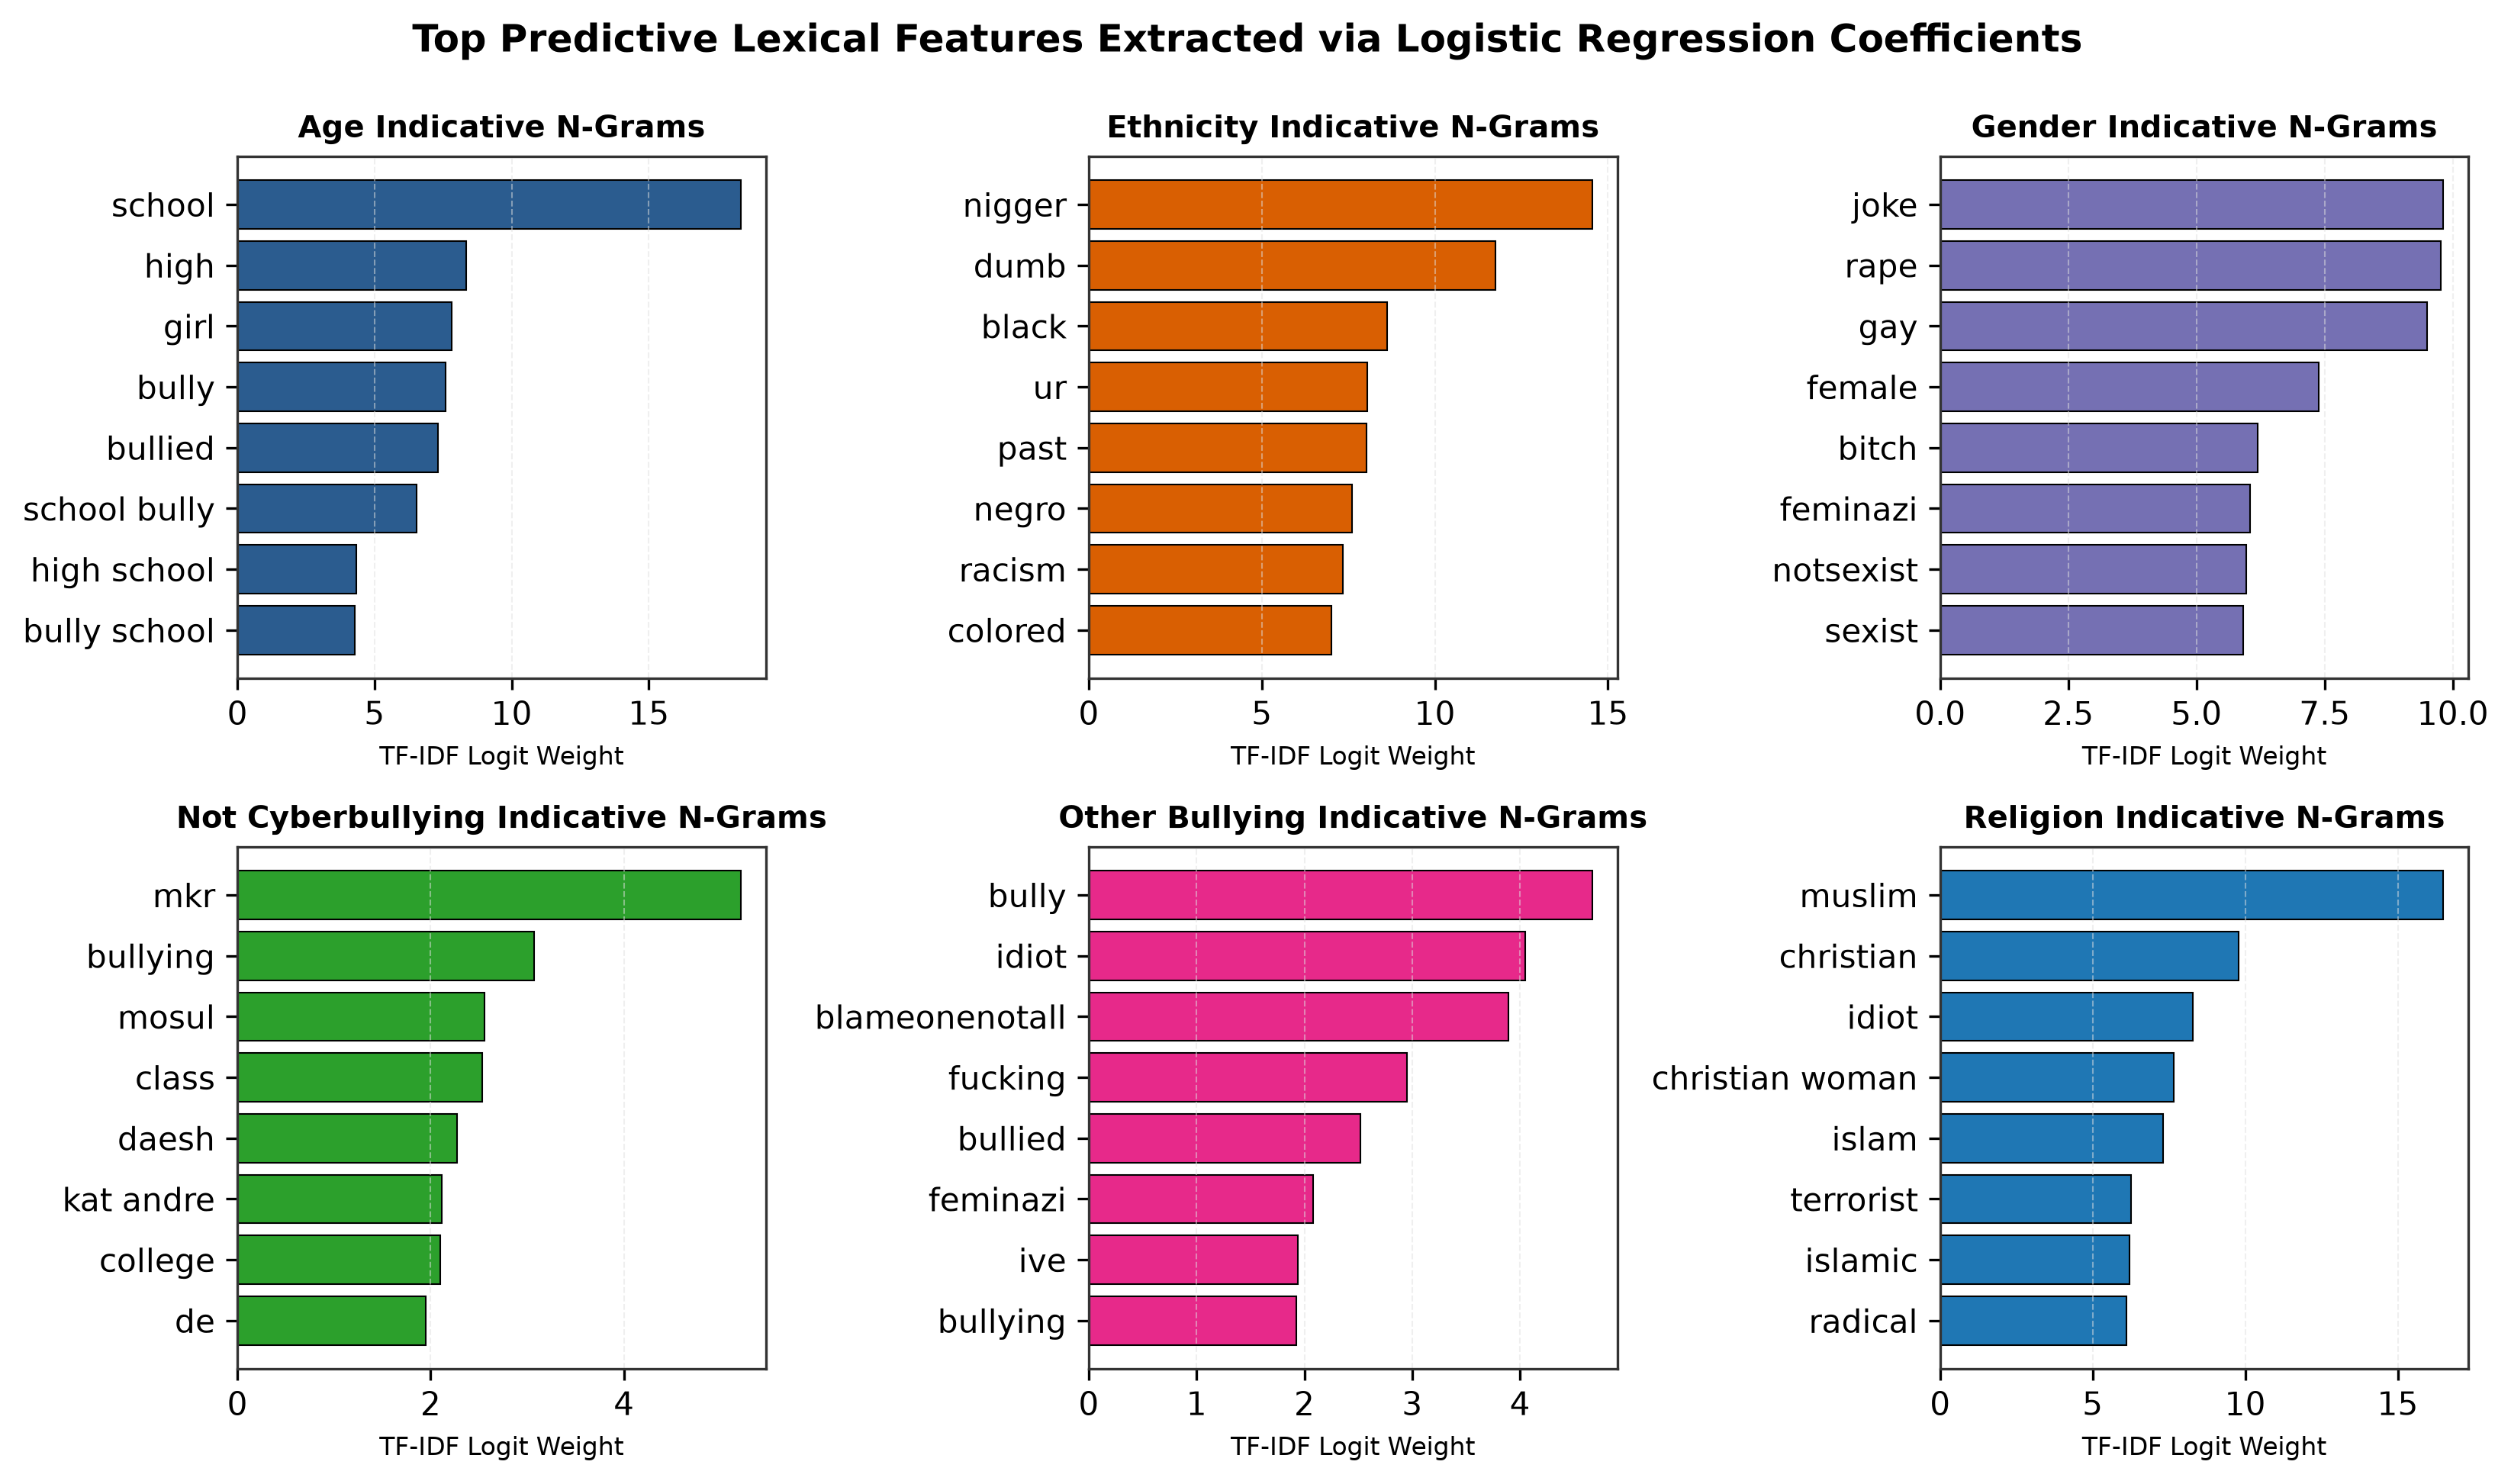 Top Predictive Lexical Features Extracted via Logistic Regression Coefficients
Age Indicative N-Grams
school
high
girl
bully
bullied
school bully
high school
bully school
0 5 10 15
TF-IDF Logit Weight
Ethnicity Indicative N-Grams
nigger
dumb
black
ur
past
negro
racism
colored
0 5 10 15
TF-IDF Logit Weight
Gender Indicative N-Grams
joke
rape
gay
female
bitch
feminazi
notsexist
sexist
0.0 2.5 5.0 7.5 10.0
TF-IDF Logit Weight
Not Cyberbullying Indicative N-Grams
mkr
bullying
mosul
class
daesh
kat andre
college
de
0 2 4
TF-IDF Logit Weight
Other Bullying Indicative N-Grams
bully
idiot
blameonenotall
fucking
bullied
feminazi
ive
bullying
0 1 2 3 4
TF-IDF Logit Weight
Religion Indicative N-Grams
muslim
christian
idiot
christian woman
islam
terrorist
islamic
radical
0 5 10 15
TF-IDF Logit Weight